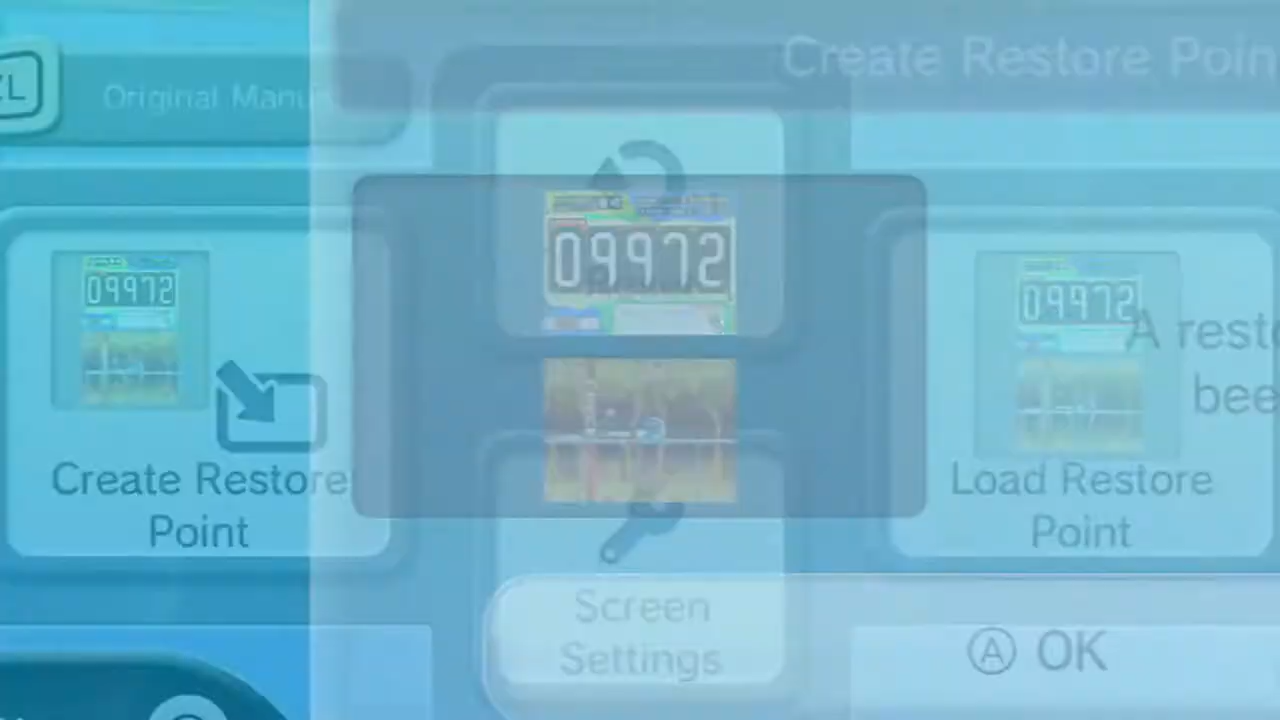 ZL
Original Manu
Create Restore Poin
09972
09972
09972
A resto
bee
Create Restore
Point
Load Restore
Point
Screen
Settings
Ⓐ OK